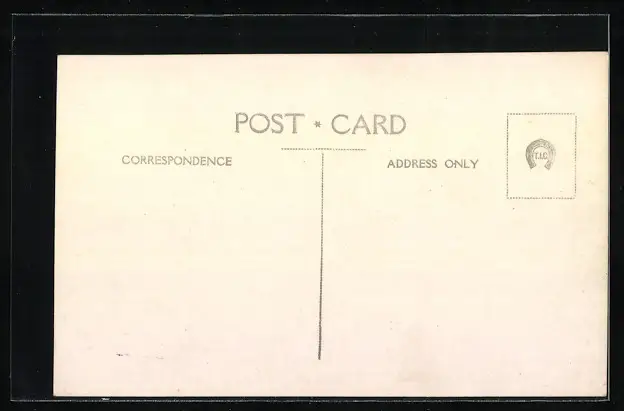 POST * CARD
CORRESPONDENCE
ADDRESS ONLY
T.I.C.